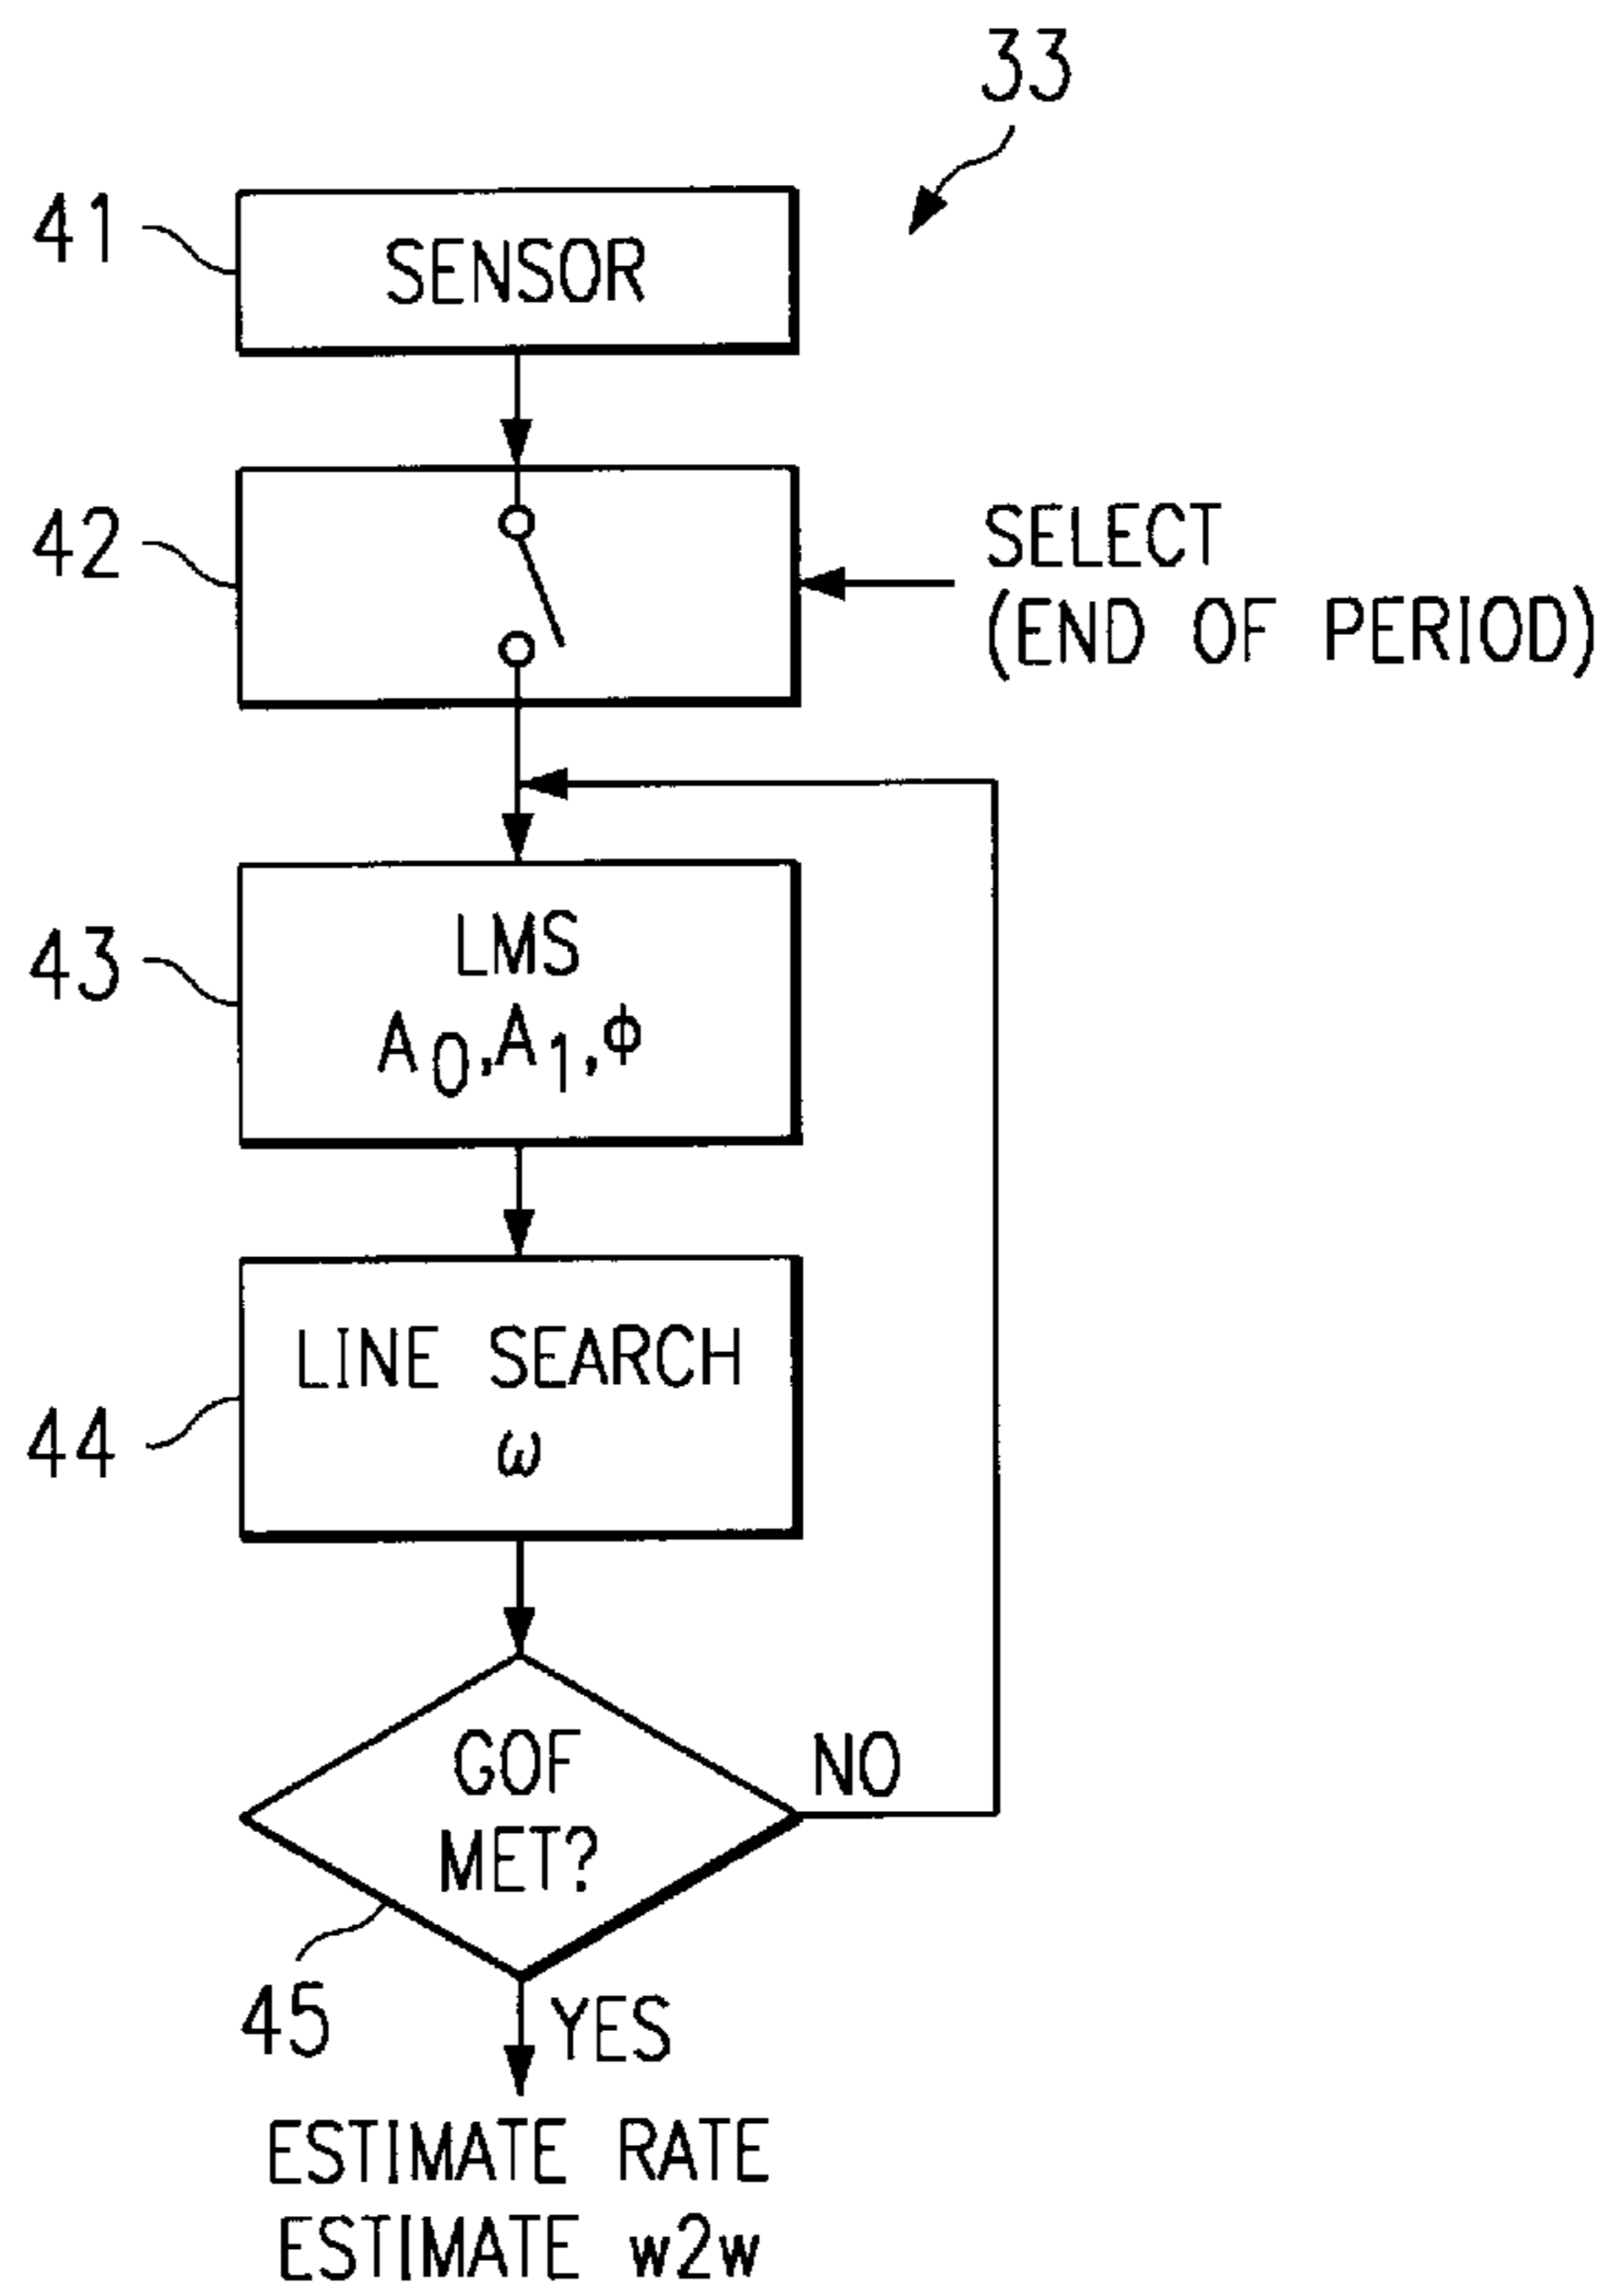 33
41
SENSOR
42
SELECT
(END OF PERIOD)
43
LMS
A0,A1,ϕ
LINE SEARCH
44
ω
GOF
MET?
NO
45
YES
ESTIMATE RATE
ESTIMATE w2w